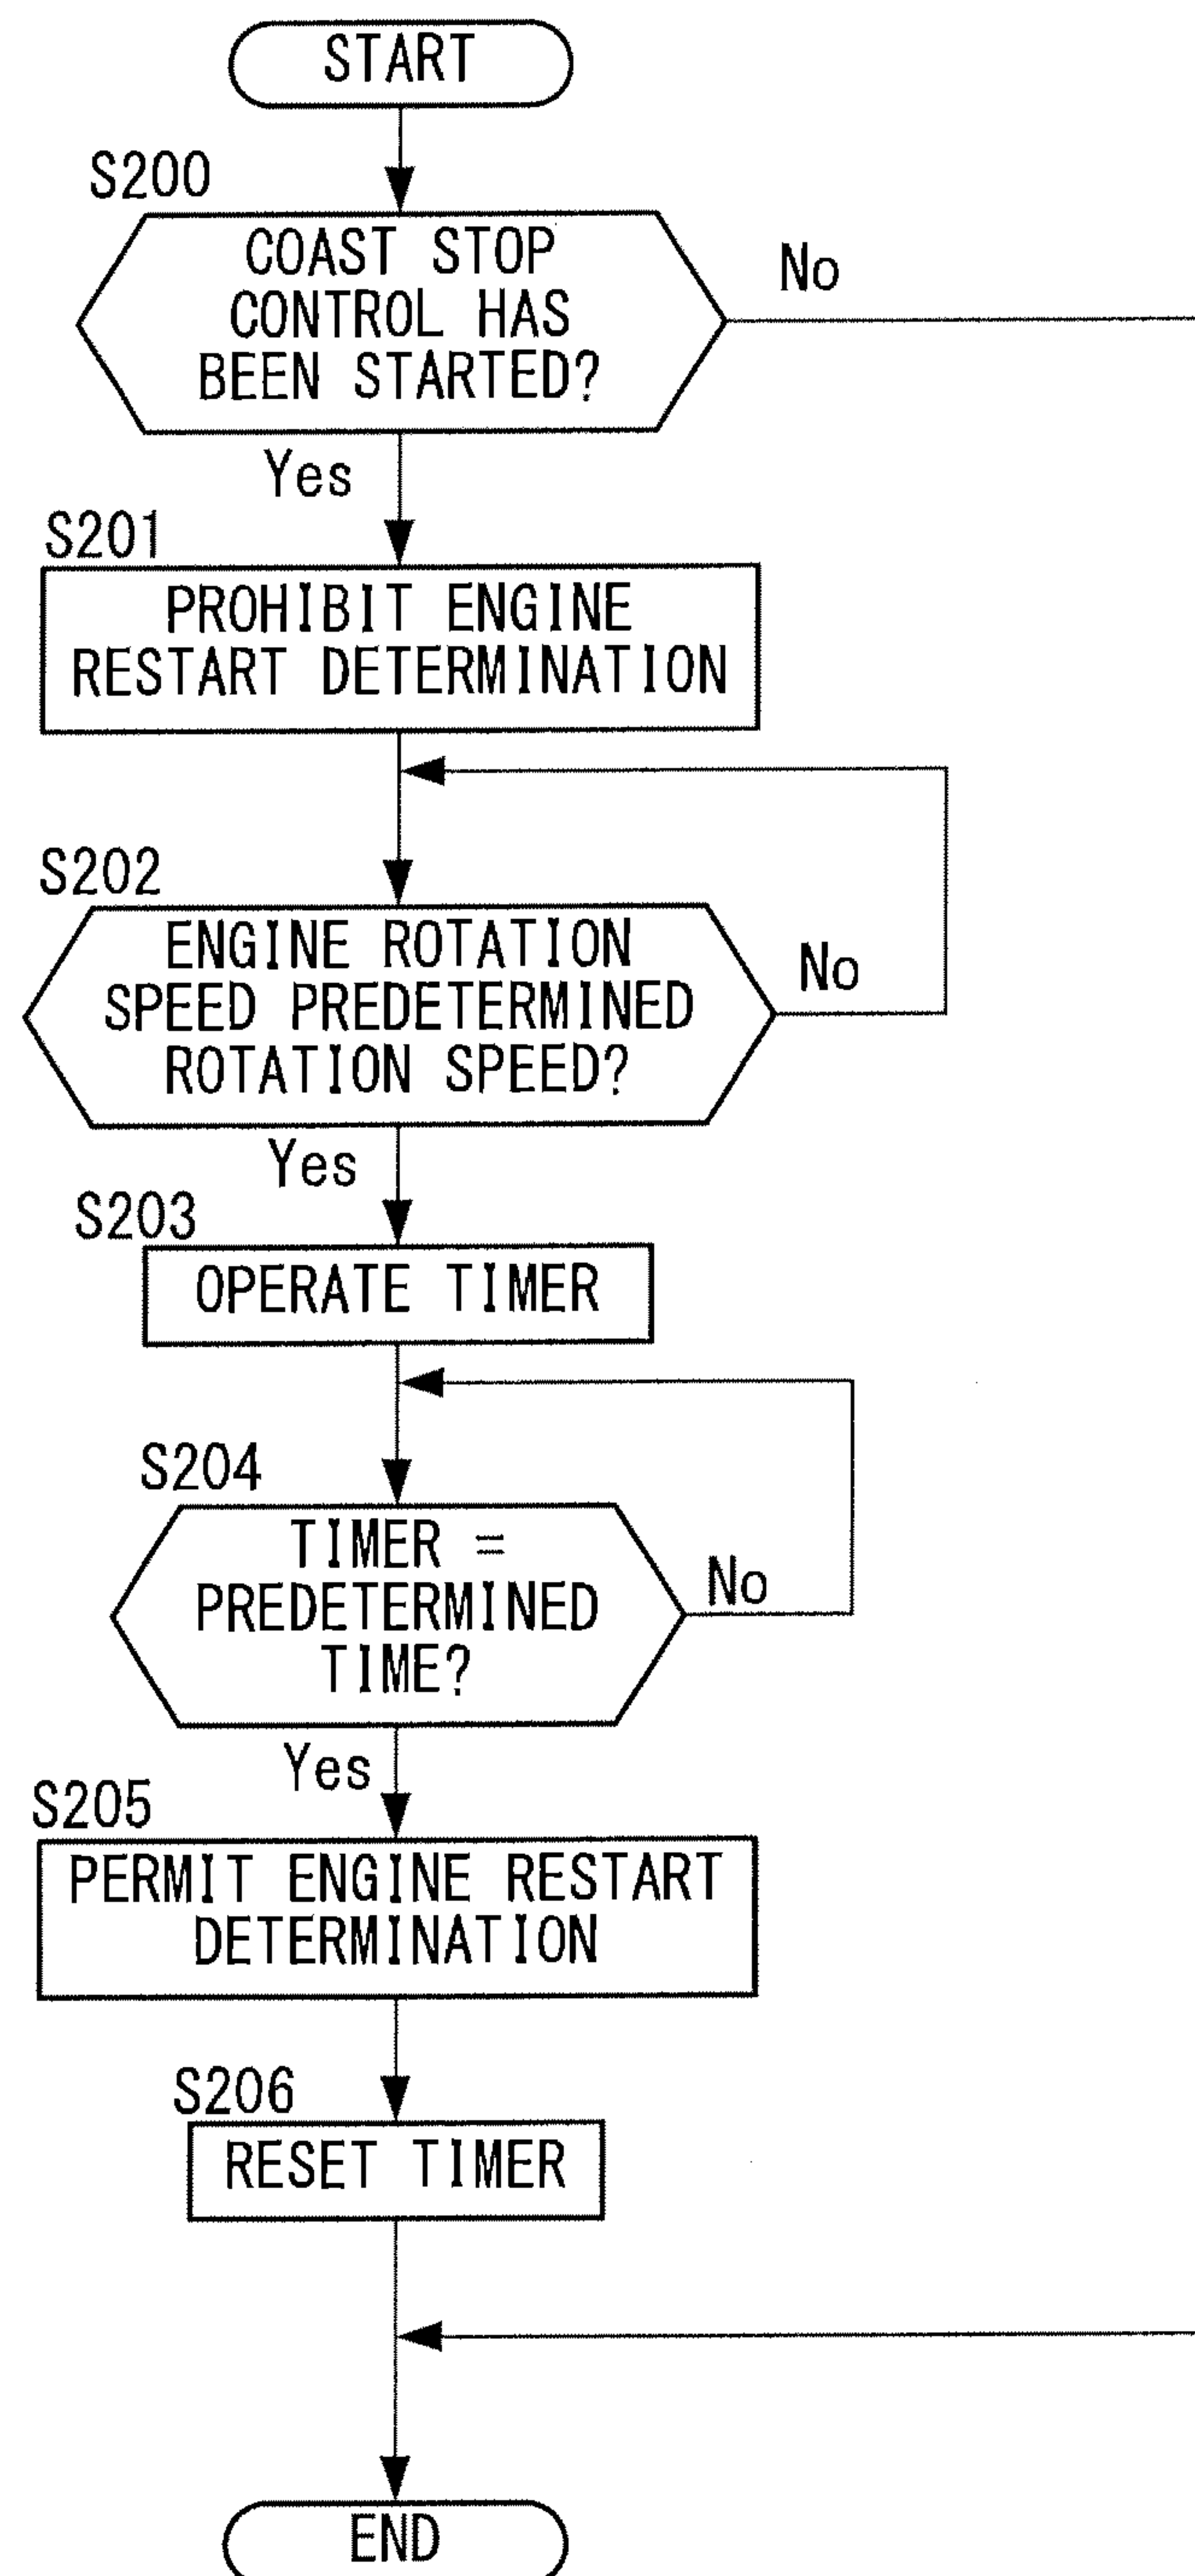 START
S200
COAST STOP
CONTROL HAS
BEEN STARTED?
No
Yes
S201
PROHIBIT ENGINE
RESTART DETERMINATION
S202
ENGINE ROTATION
SPEED PREDETERMINED
ROTATION SPEED?
No
Yes
S203
OPERATE TIMER
S204
TIMER =
PREDETERMINED
TIME?
No
Yes
S205
PERMIT ENGINE RESTART
DETERMINATION
S206
RESET TIMER
END